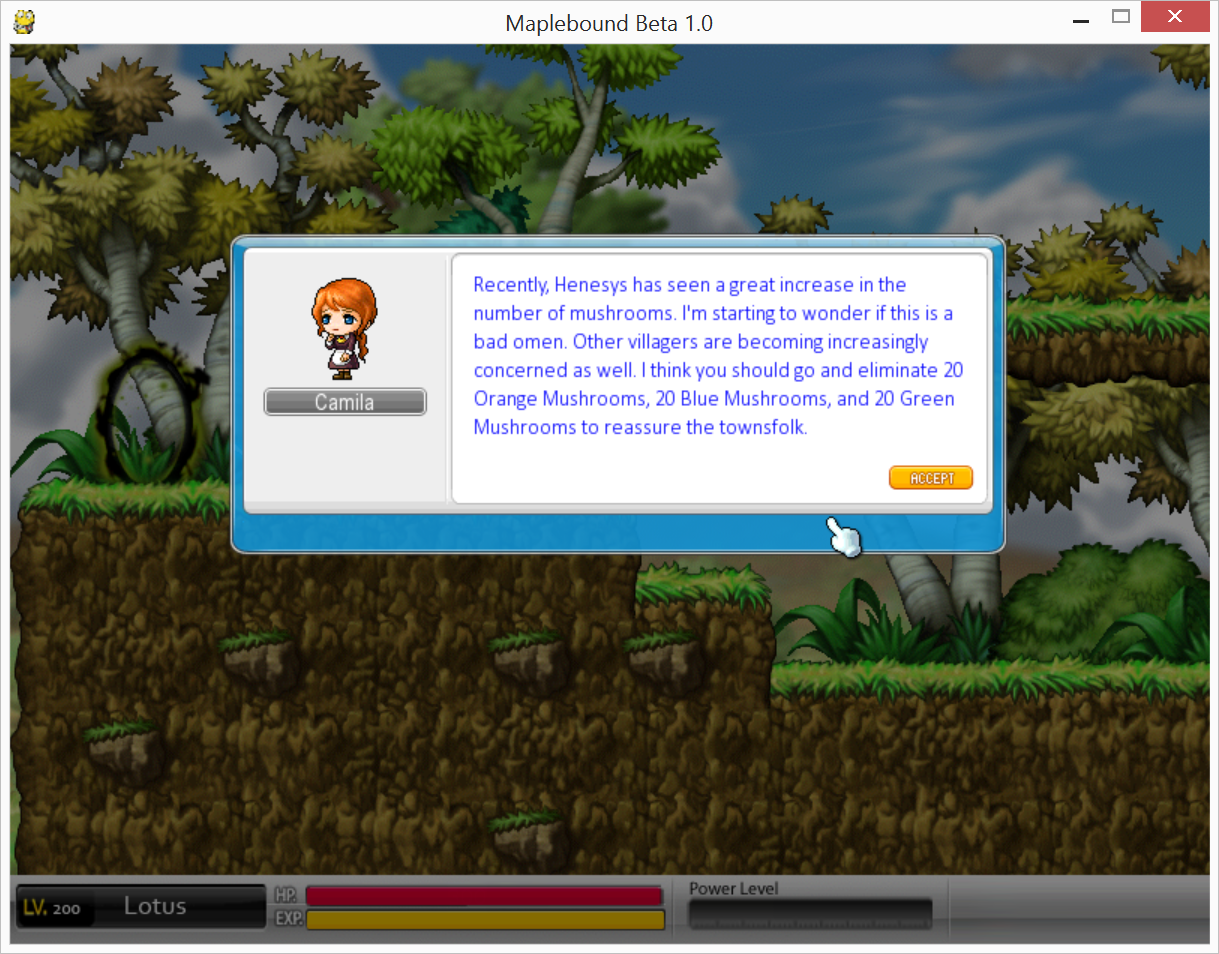 Maplebound Beta 1.0
Recently, Henesys has seen a great increase in the
number of mushrooms. I'm starting to wonder if this is a
bad omen. Other villagers are becoming increasingly
concerned as well. I think you should go and eliminate 20
Orange Mushrooms, 20 Blue Mushrooms, and 20 Green
Mushrooms to reassure the townsfolk.
Camila
ACCEPT
LV. 200 Lotus
HP.
EXP.
Power Level